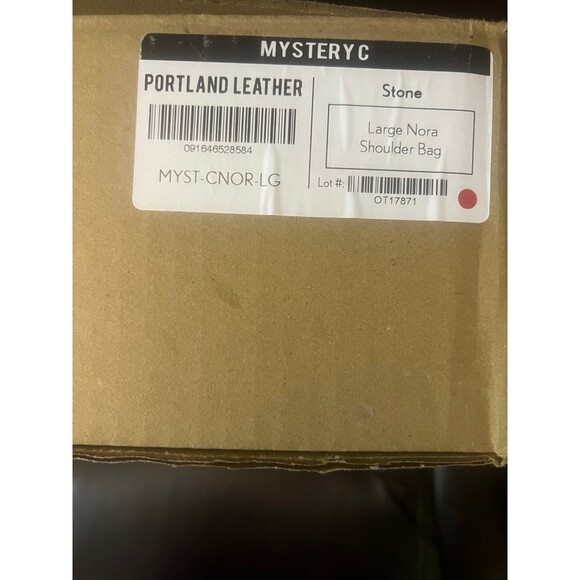 MYSTERY C
PORTLAND LEATHER
091646528584
MYST-CNOR-LG
Stone
Large Nora
Shoulder Bag
Lot #:
OT17871